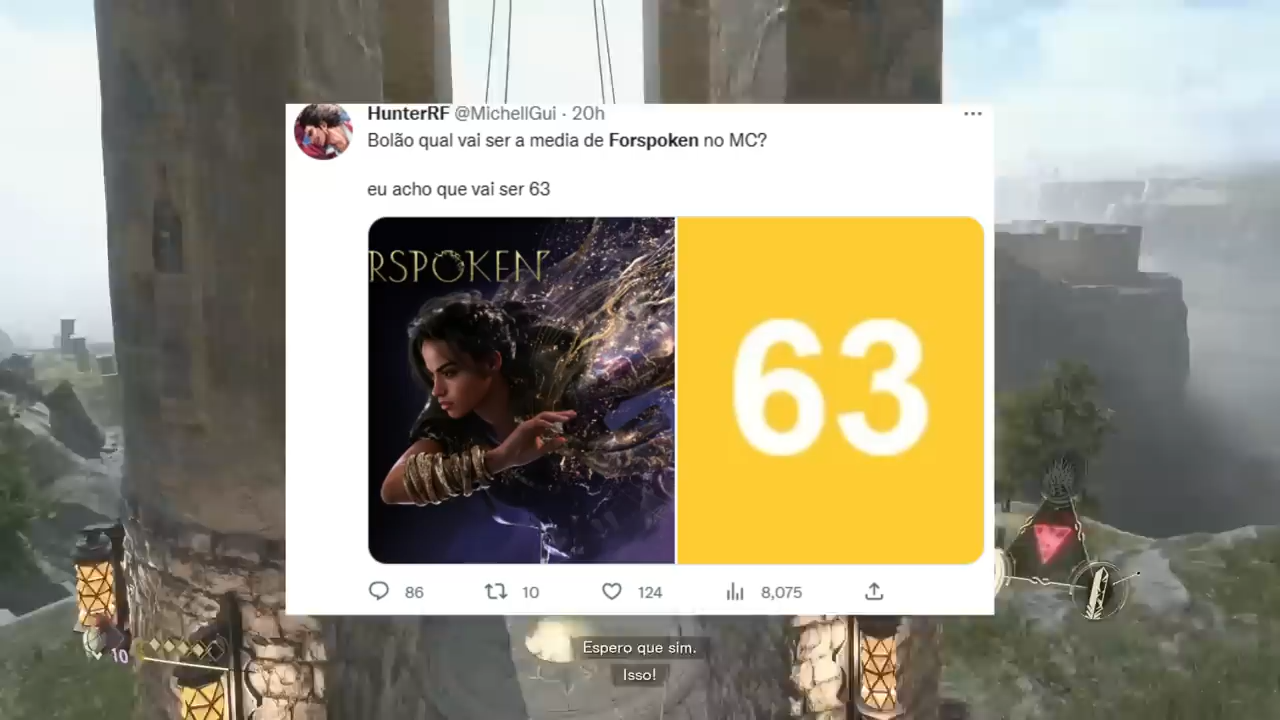 HunterRF @MichellGui · 20h
Bolão qual vai ser a media de Forspoken no MC?
eu acho que vai ser 63
RSPOKEN
63
86 10 124 8,075
10
Espero que sim.
Isso!